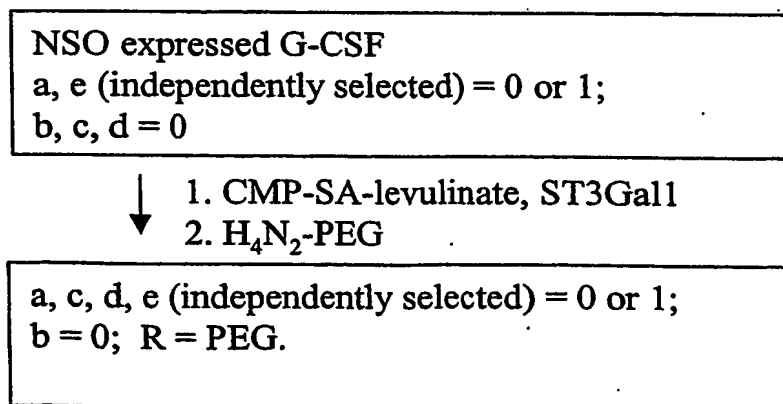 NSO expressed G-CSF
a, e (independently selected) = 0 or 1;
b, c, d = 0
1. CMP-SA-levulinate, ST3Gal1
2. H₄N₂-PEG
a, c, d, e (independently selected) = 0 or 1;
b = 0; R = PEG.